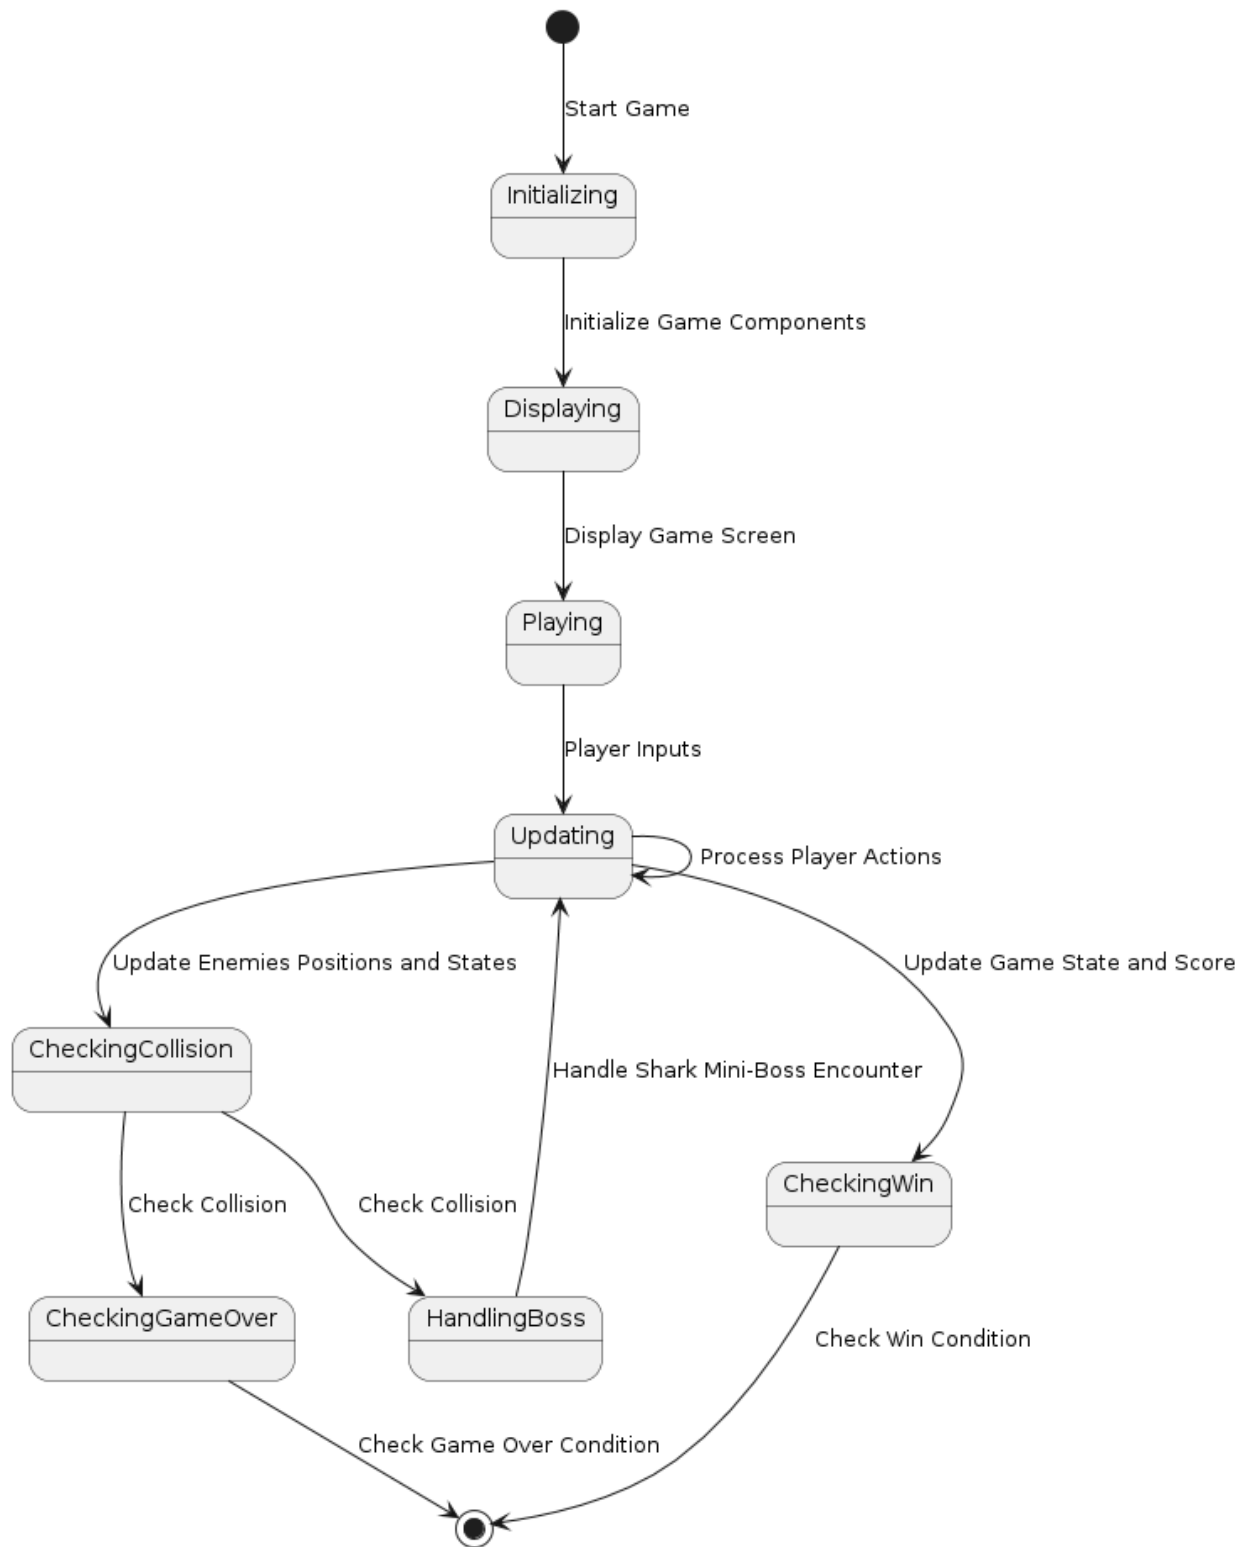 Start Game
Initializing
Initialize Game Components
Displaying
Display Game Screen
Playing
Player Inputs
Updating
Process Player Actions
Update Enemies Positions and States
Update Game State and Score
CheckingCollision
Handle Shark Mini-Boss Encounter
CheckingWin
Check Collision
Check Collision
CheckingGameOver
HandlingBoss
Check Win Condition
Check Game Over Condition